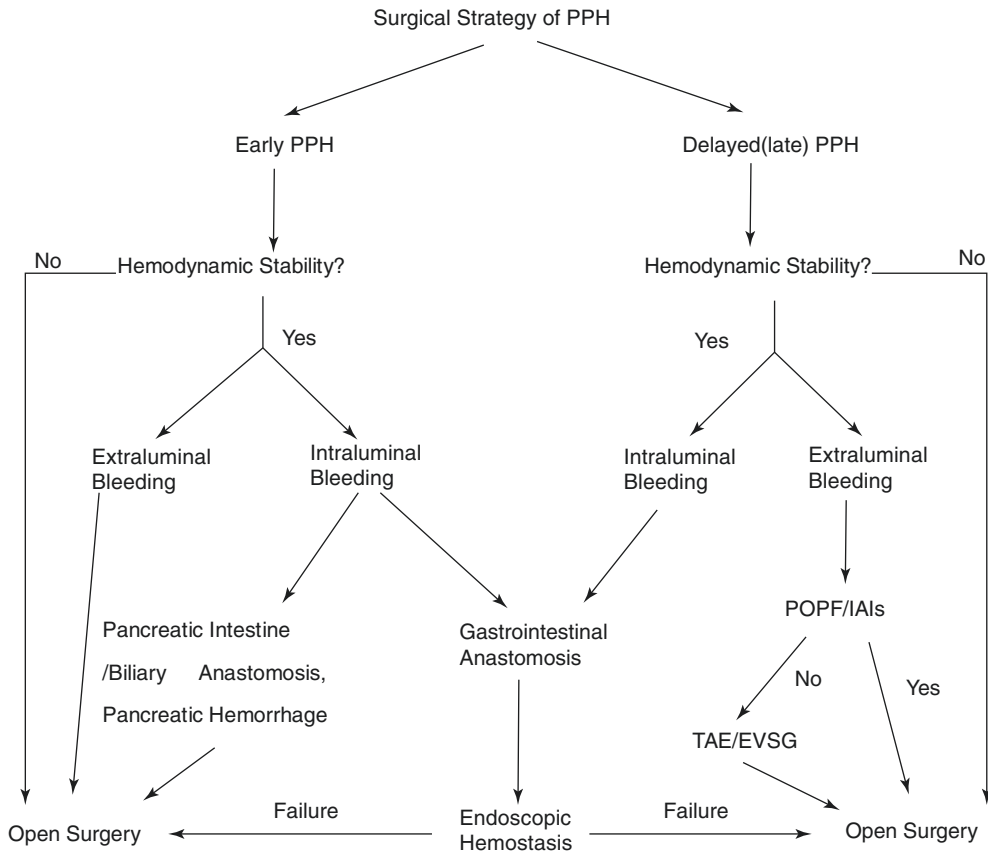 Surgical Strategy of PPH
Early PPH
Delayed(late) PPH
No
Hemodynamic Stability?
Hemodynamic Stability?
No
Yes
Yes
Extraluminal
Bleeding
Intraluminal
Bleeding
Intraluminal
Bleeding
Extraluminal
Bleeding
Pancreatic Intestine
/Biliary Anastomosis,
Pancreatic Hemorrhage
Gastrointestinal
Anastomosis
POPF/IAIs
No
Yes
TAE/EVSG
Open Surgery
Failure
Endoscopic
Hemostasis
Failure
Open Surgery